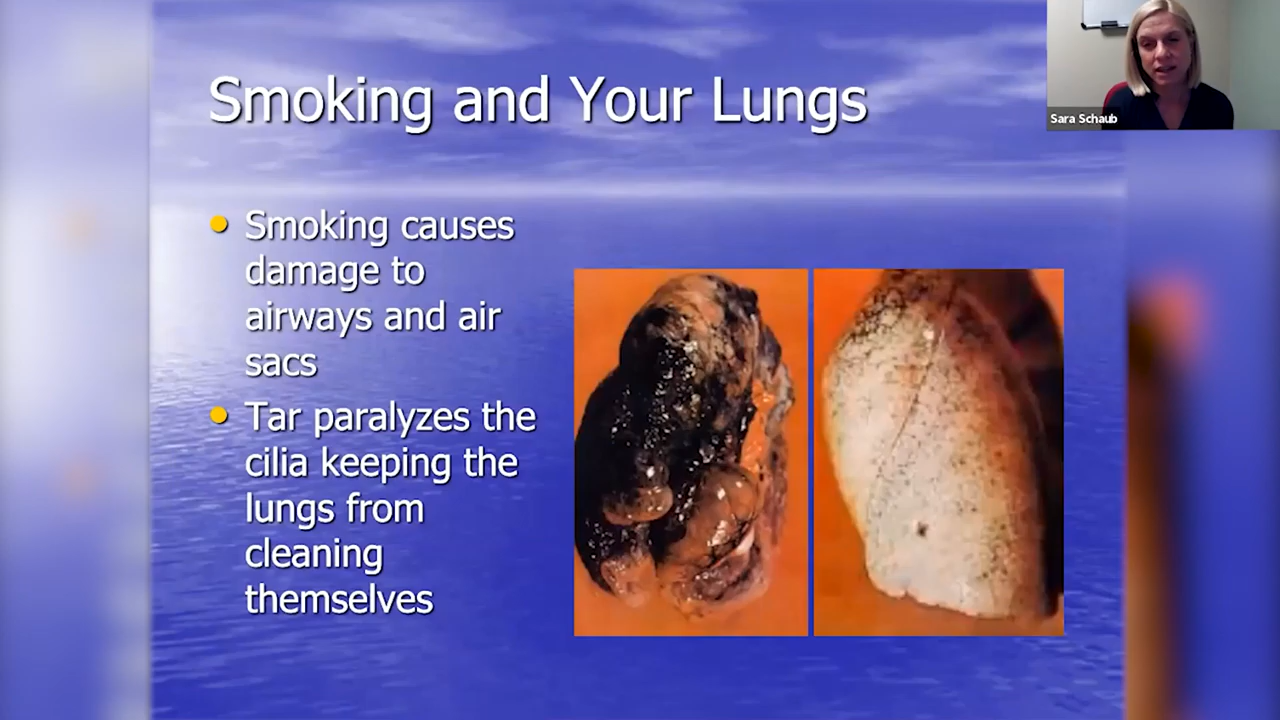 Smoking and Your Lungs
Sara Schaub
Smoking causes
damage to
airways and air
sacs
Tar paralyzes the
cilia keeping the
lungs from
cleaning
themselves